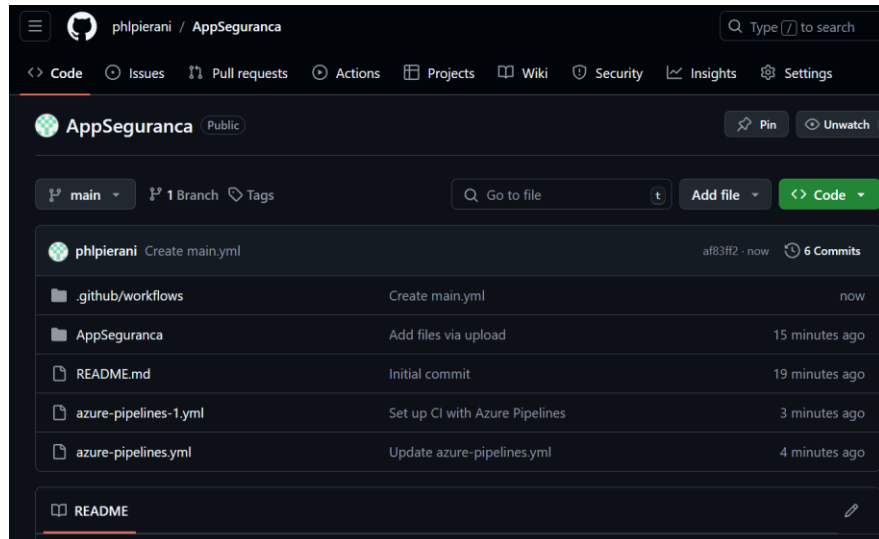 phlpierani / AppSeguranca Type / to search
Code Issues Pull requests Actions Projects Wiki Security Insights Settings
AppSeguranca Public Pin Unwatch
main 1 Branch Tags Go to file t Add file Code
phlpierani Create main.yml af83ff2 · now 6 Commits
.github/workflows Create main.yml now
AppSeguranca Add files via upload 15 minutes ago
README.md Initial commit 19 minutes ago
azure-pipelines-1.yml Set up CI with Azure Pipelines 3 minutes ago
azure-pipelines.yml Update azure-pipelines.yml 4 minutes ago
README